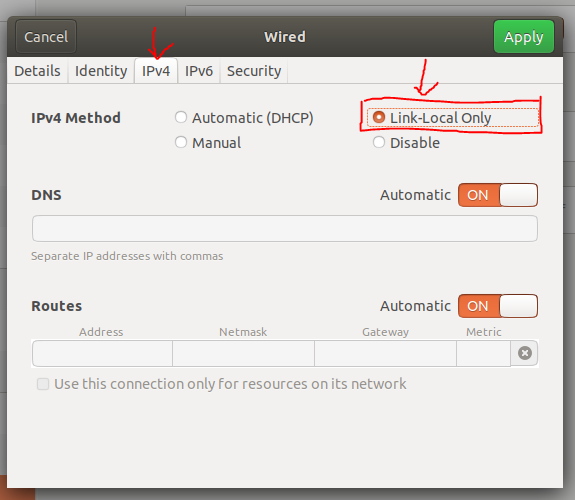 Cancel Wired Apply
Details Identity IPv4 IPv6 Security
IPv4 Method Automatic (DHCP) Link-Local Only
Manual Disable
DNS Automatic ON
Separate IP addresses with commas
Routes Automatic ON
Address Netmask Gateway Metric
Use this connection only for resources on its network